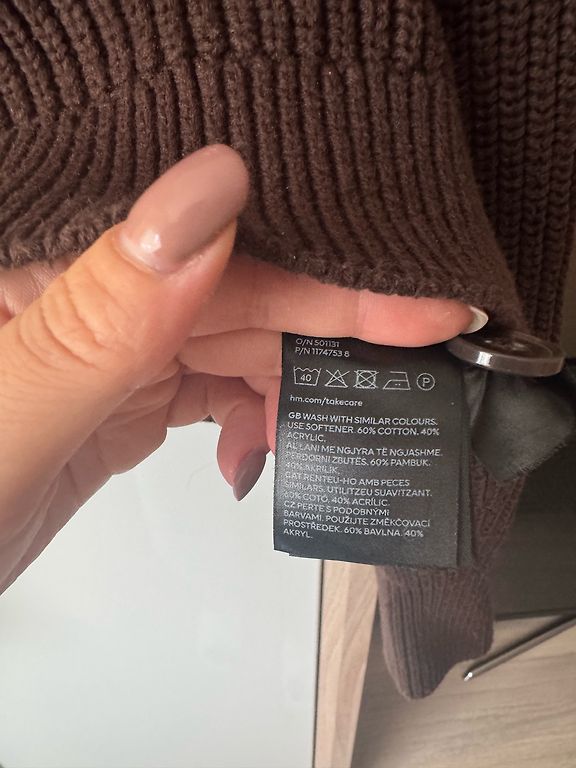 O/N 501131
P/N 1174753 8
40 P
hm.com/takecare
GB WASH WITH SIMILAR COLOURS.
USE SOFTENER. 60% COTTON. 40%
ACRYLIC.
AL LANI ME NGJYRA TË NGJASHME.
PËRDORNI ZBUTËS. 60% PAMBUK.
40% AKRILIK.
CAT RENTEU-HO AMB PECES
SIMILARS. UTILITZEU SUAVITZANT.
60% COTÓ. 40% ACRÍLIC.
CZ PERTE S PODOBNÝMI
BARVAMI. POUŽIJTE ZMĚKČOVACÍ
PROSTŘEDEK. 60% BAVLNA. 40%
AKRYL.